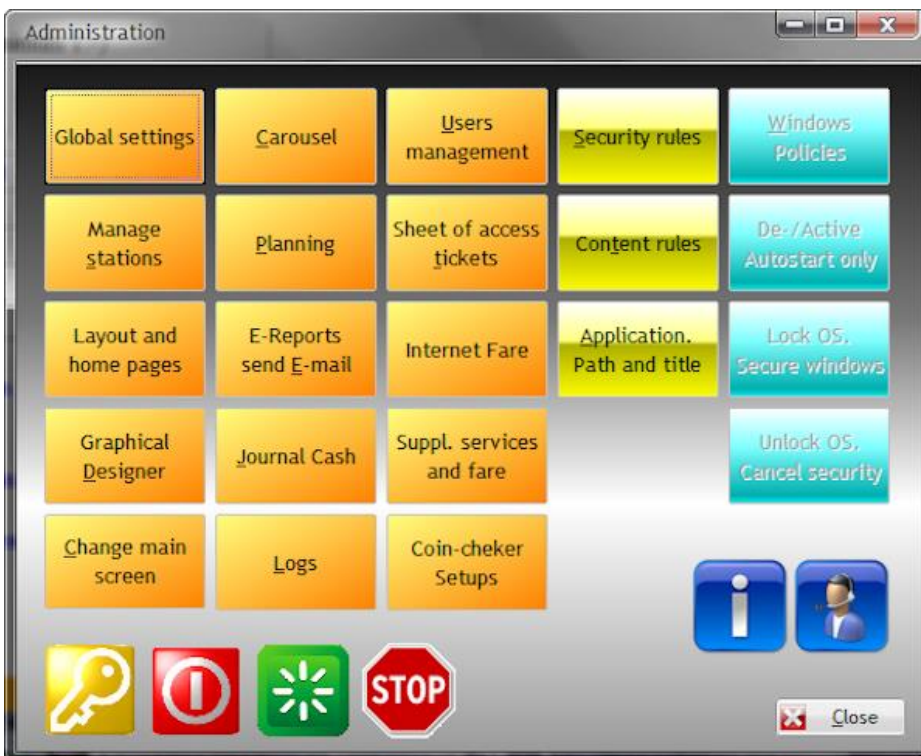 Administration
Global settings
Carousel
Users
management
Security rules
Windows
Policies
Manage
stations
Planning
Sheet of access
tickets
Content rules
De-/Active
Autostart only
Layout and
home pages
E-Reports
send E-mail
Internet Fare
Application.
Path and title
Lock OS.
Secure windows
Graphical
Designer
Journal Cash
Suppl. services
and fare
Unlock OS.
Cancel security
Change main
screen
Logs
Coin-cheker
Setups
STOP
Close